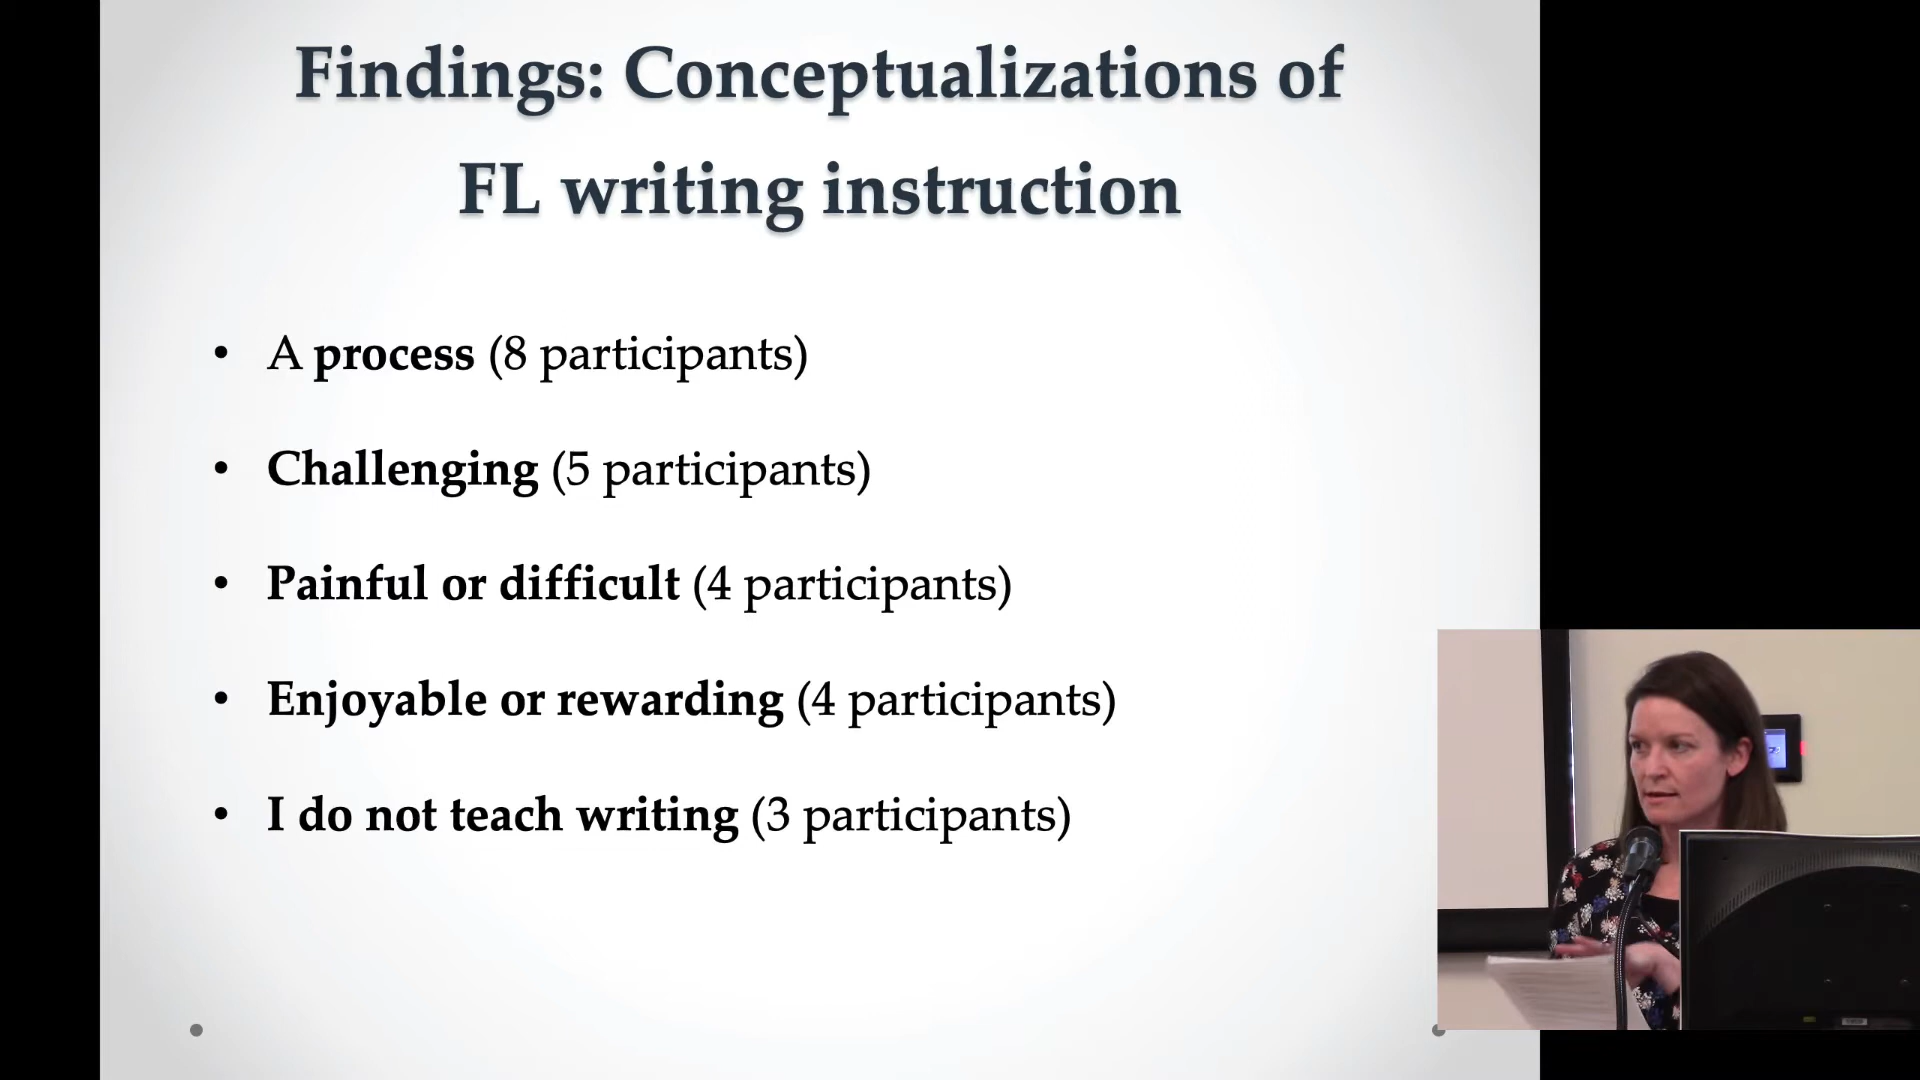 Findings: Conceptualizations of
FL writing instruction
• A process (8 participants)
• Challenging (5 participants)
• Painful or difficult (4 participants)
• Enjoyable or rewarding (4 participants)
• I do not teach writing (3 participants)